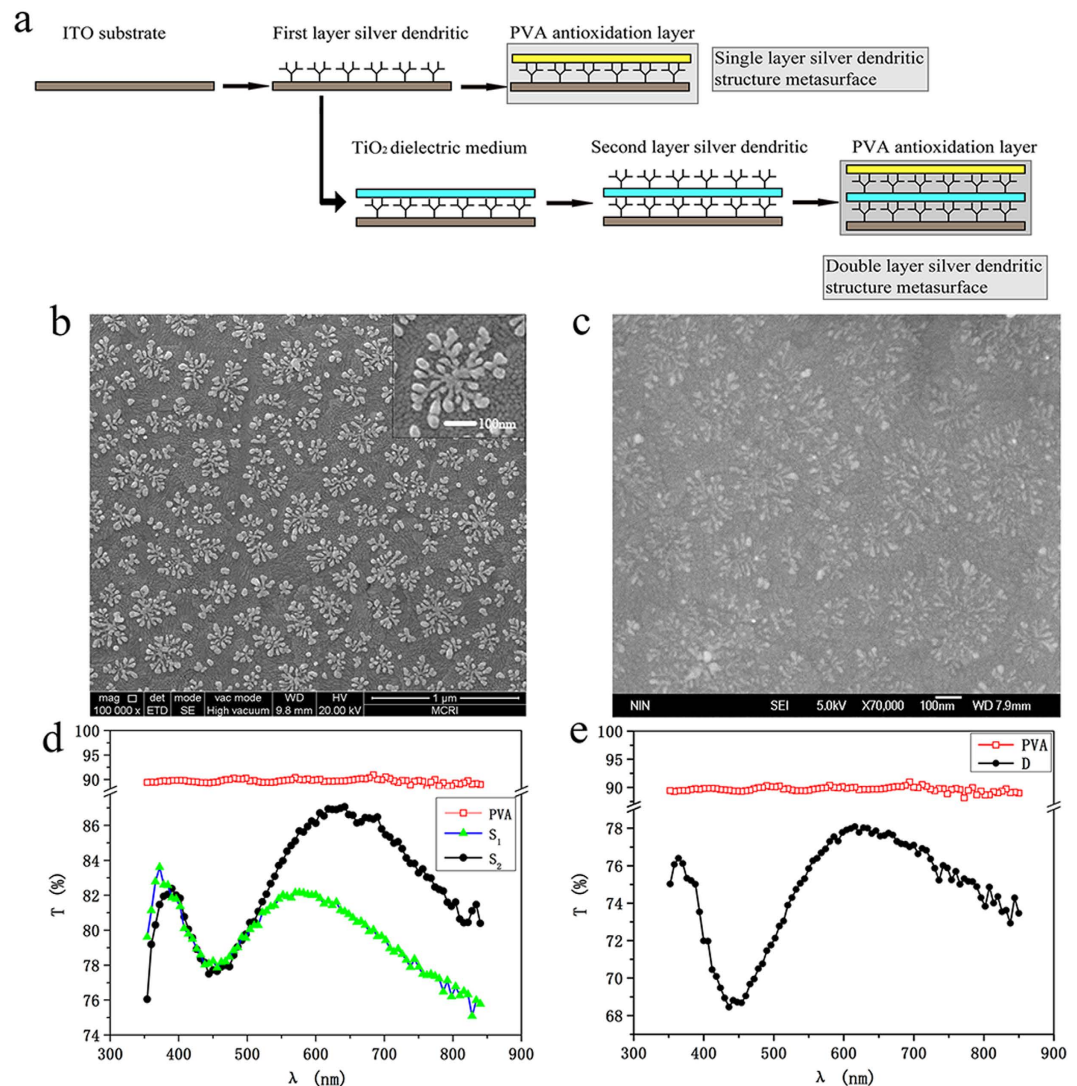 a
ITO substrate
First layer silver dendritic
PVA antioxidation layer
Single layer silver dendritic
structure metasurface
TiO₂ dielectric medium
Second layer silver dendritic
PVA antioxidation layer
Double layer silver dendritic
structure metasurface
b
100nm
mag □ det mode vac mode WD HV 1 μm
100 000 x ETD SE High vacuum 9.8 mm 20.00 kV MCRI
c
NIN SEI 5.0kV X70,000 100nm WD 7.9mm
d
100
95
90
86
84
82
80
78
76
74
T (%)
PVA
S₁
S₂
300 400 500 600 700 800 900
λ (nm)
e
100
95
90
78
76
74
72
70
68
T (%)
PVA
D
300 400 500 600 700 800 900
λ (nm)